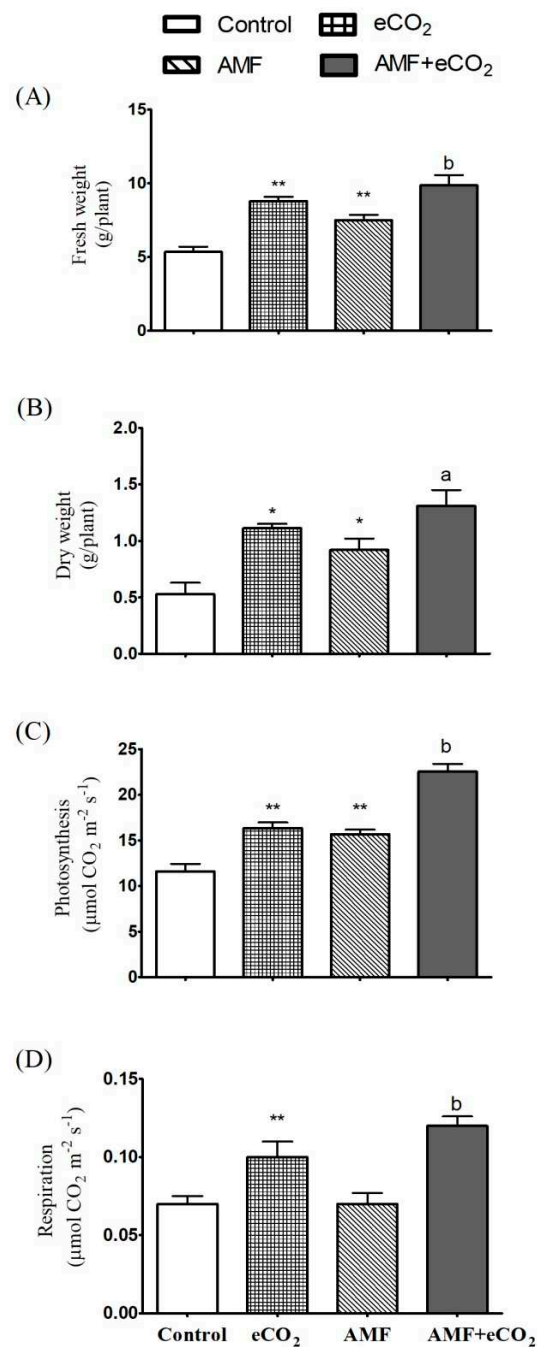 Control eCO₂
AMF AMF+eCO₂
(A)
Fresh weight
(g/plant)
15
10
5
0
** ** b
(B)
Dry weight
(g/plant)
2.0
1.5
1.0
0.5
0.0
* * a
(C)
Photosynthesis
(µmol CO₂ m⁻² s⁻¹)
25
20
15
10
5
0
** ** b
(D)
Respiration
(µmol CO₂ m⁻² s⁻¹)
0.15
0.10
0.05
0.00
** b
Control eCO₂ AMF AMF+eCO₂